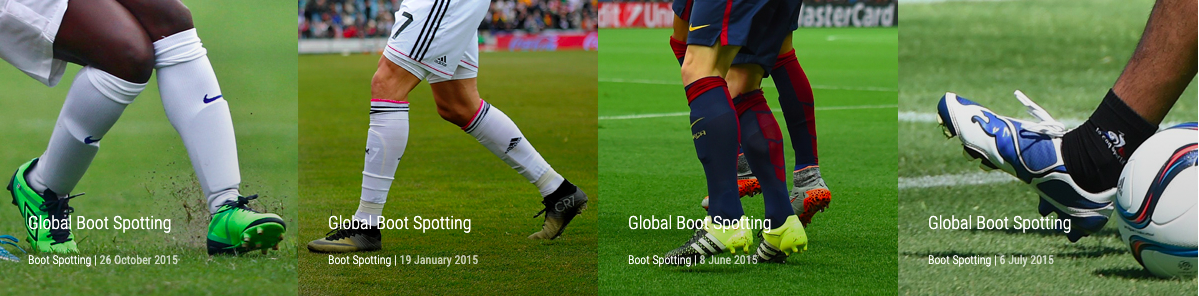 7
CR7
Global Boot Spotting
Boot Spotting | 26 October 2015
Global Boot Spotting
Boot Spotting | 19 January 2015
asterCard
Global Boot Spotting
Boot Spotting | 8 June 2015
Global Boot Spotting
Boot Spotting | 6 July 2015